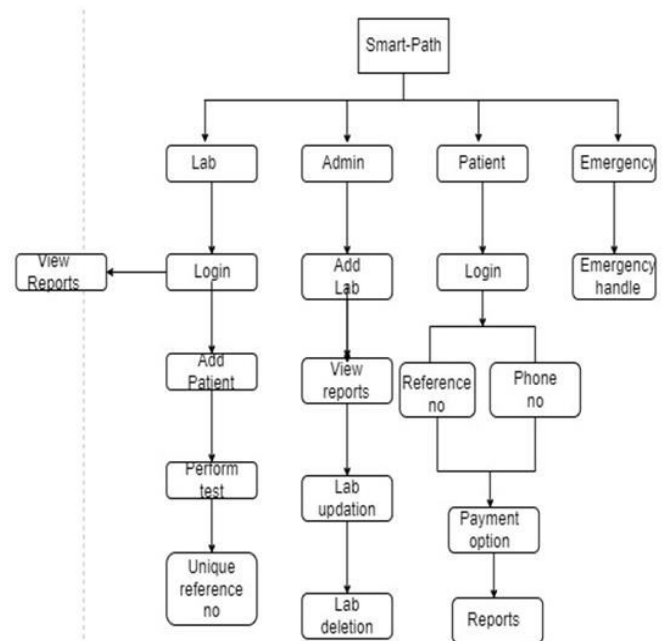 Smart-Path
Lab
Admin
Patient
Emergency
View
Reports
Login
Add
Lab
Login
Emergency
handle
Add
Patient
View
reports
Reference
no
Phone
no
Perform
test
Lab
updation
Payment
option
Unique
reference
no
Lab
deletion
Reports